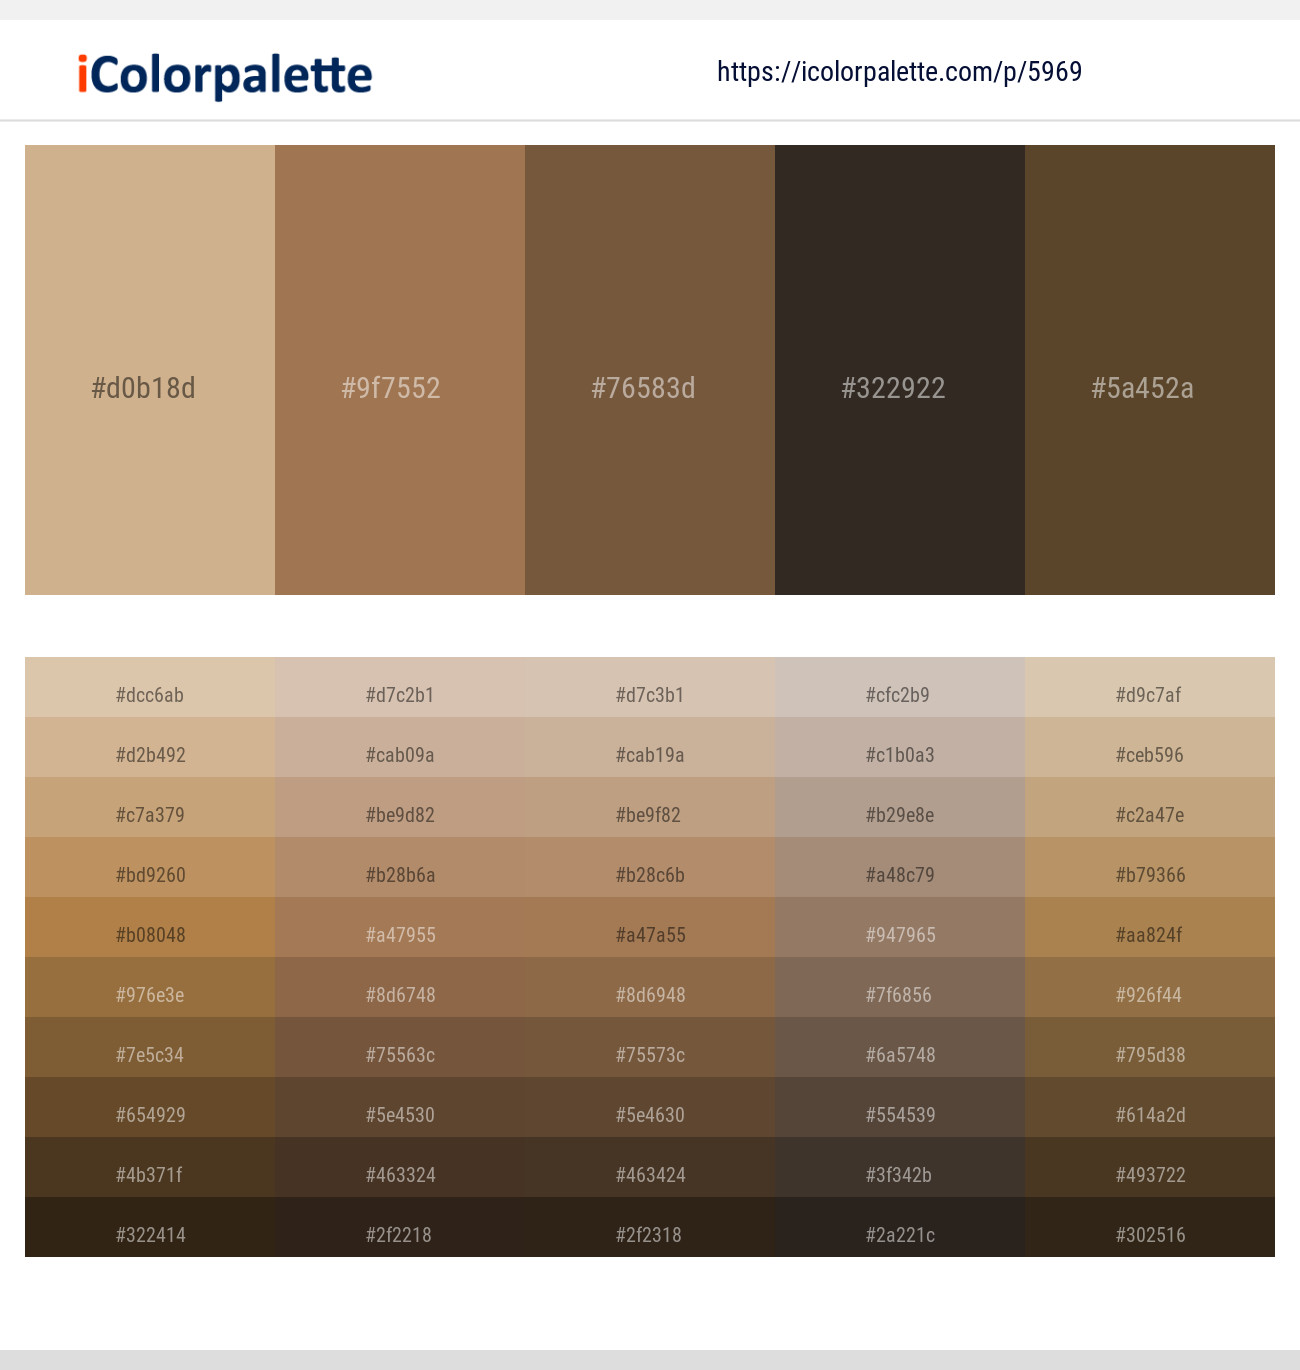 iColorpalette
https://icolorpalette.com/p/5969
#d0b18d #9f7552 #76583d #322922 #5a452a
#dcc6ab #d7c2b1 #d7c3b1 #cfc2b9 #d9c7af
#d2b492 #cab09a #cab19a #c1b0a3 #ceb596
#c7a379 #be9d82 #be9f82 #b29e8e #c2a47e
#bd9260 #b28b6a #b28c6b #a48c79 #b79366
#b08048 #a47955 #a47a55 #947965 #aa824f
#976e3e #8d6748 #8d6948 #7f6856 #926f44
#7e5c34 #75563c #75573c #6a5748 #795d38
#654929 #5e4530 #5e4630 #554539 #614a2d
#4b371f #463324 #463424 #3f342b #493722
#322414 #2f2218 #2f2318 #2a221c #302516